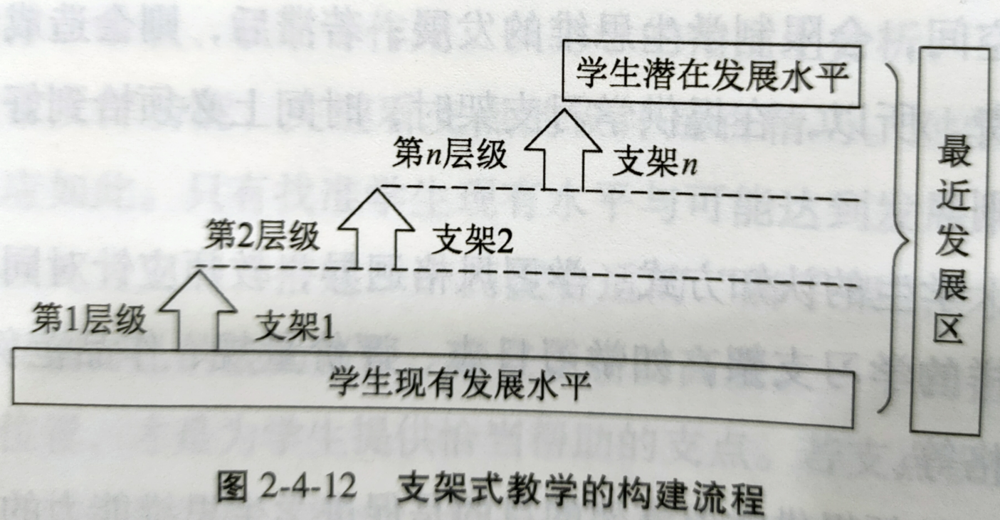 学生潜在发展水平
第n层级 支架n
第2层级 支架2
第1层级 支架1
学生现有发展水平
最近发展区
图 2-4-12 支架式教学的构建流程